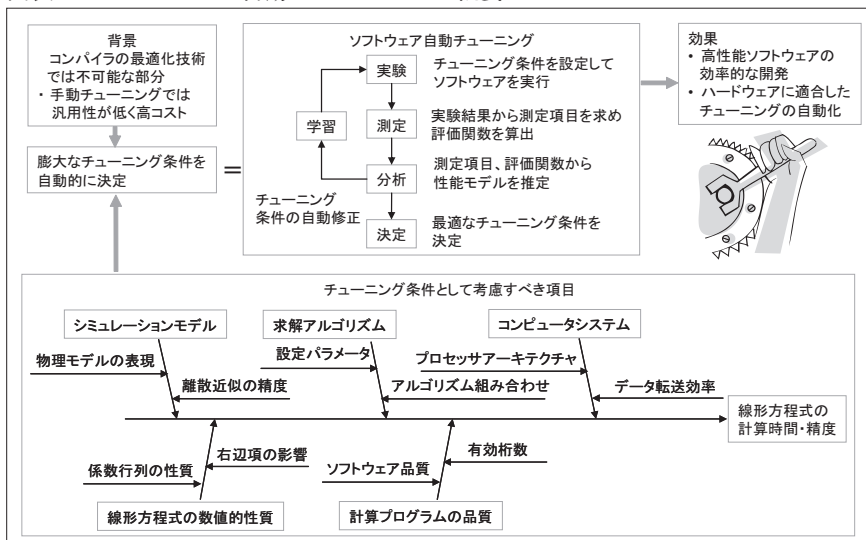 背景
コンパイラの最適化技術
では不可能な部分
・手動チューニングでは
汎用性が低く高コスト
膨大なチューニング条件を
自動的に決定
=
ソフトウェア自動チューニング
実験
チューニング条件を設定して
ソフトウェアを実行
学習
測定
実験結果から測定項目を求め
評価関数を算出
分析
測定項目、評価関数から
性能モデルを推定
チューニング
条件の自動修正
決定
最適なチューニング条件を
決定
効果
• 高性能ソフトウェアの
効率的な開発
• ハードウェアに適合した
チューニングの自動化
チューニング条件として考慮すべき項目
シミュレーションモデル
求解アルゴリズム
コンピュータシステム
物理モデルの表現
設定パラメータ
プロセッサアーキテクチャ
離散近似の精度
アルゴリズム組み合わせ
データ転送効率
線形方程式の
計算時間・精度
係数行列の性質
右辺項の影響
ソフトウェア品質
有効桁数
線形方程式の数値的性質
計算プログラムの品質